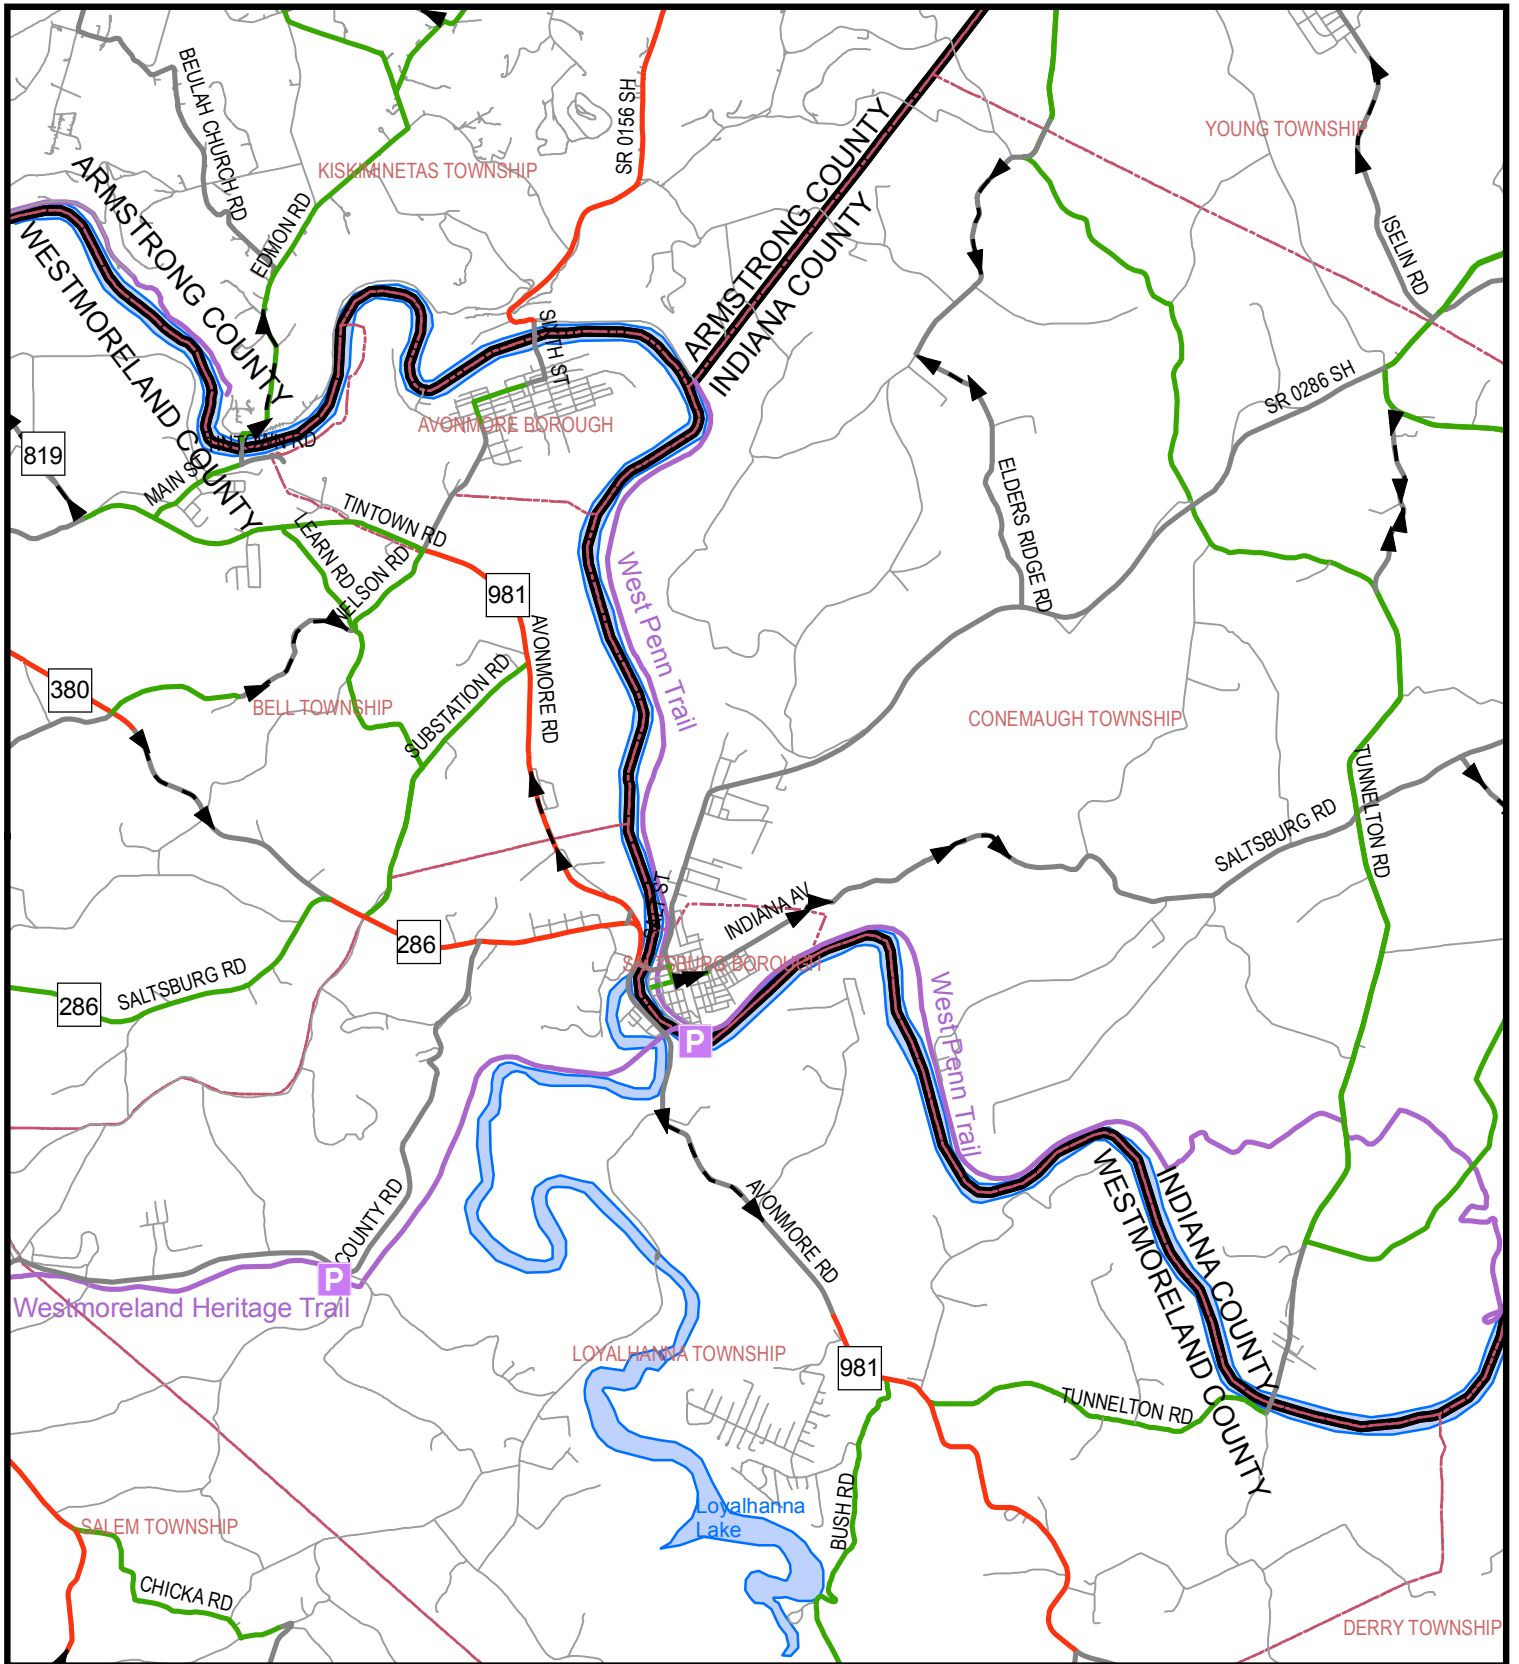 BEULAH CHURCH RD
SR 0156 SH
YOUNG TOWNSHIP
KISKIMINETAS TOWNSHIP
ARMSTRONG COUNTY
WESTMORELAND COUNTY
EDMON RD
ARMSTRONG COUNTY
INDIANA COUNTY
ISELIN RD
SIXTH ST
SR 0286 SH
AVONMORE BOROUGH
819
MAIN ST
TINTOWN RD
LEARN RD
NELSON RD
ELDERS RIDGE RD
981
AVONMORE RD
West Penn Trail
380
BELL TOWNSHIP
SUBSTATION RD
CONEMAUGH TOWNSHIP
TUNNELTON RD
SALTSBURG RD
INDIANA AV
286
SALTSBURG BOROUGH
SALTSBURG RD
286
West Penn Trail
COUNTY RD
P
P
AVONMORE RD
INDIANA COUNTY
WESTMORELAND COUNTY
Westmoreland Heritage Trail
LOYALHANNA TOWNSHIP
981
TUNNELTON RD
BUSH RD
Loyalhanna
Lake
SALEM TOWNSHIP
CHICKA RD
DERRY TOWNSHIP